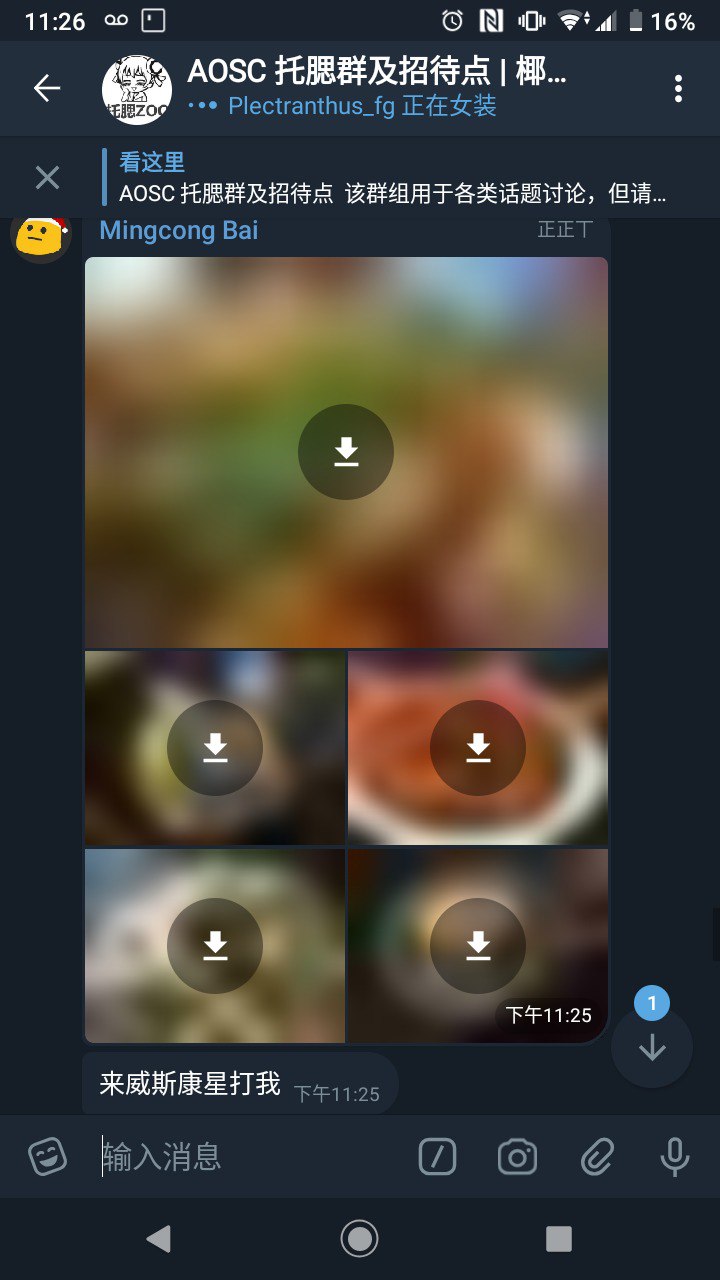 11:26
16%
AOSC 托腮群及招待点 | 椰…
托腮ZOO
Plectranthus_fg 正在女装
看这里
AOSC 托腮群及招待点 该群组用于各类话题讨论，但请…
Mingcong Bai
正正丅
下午11:25
1
来威斯康星打我 下午11:25
输入消息